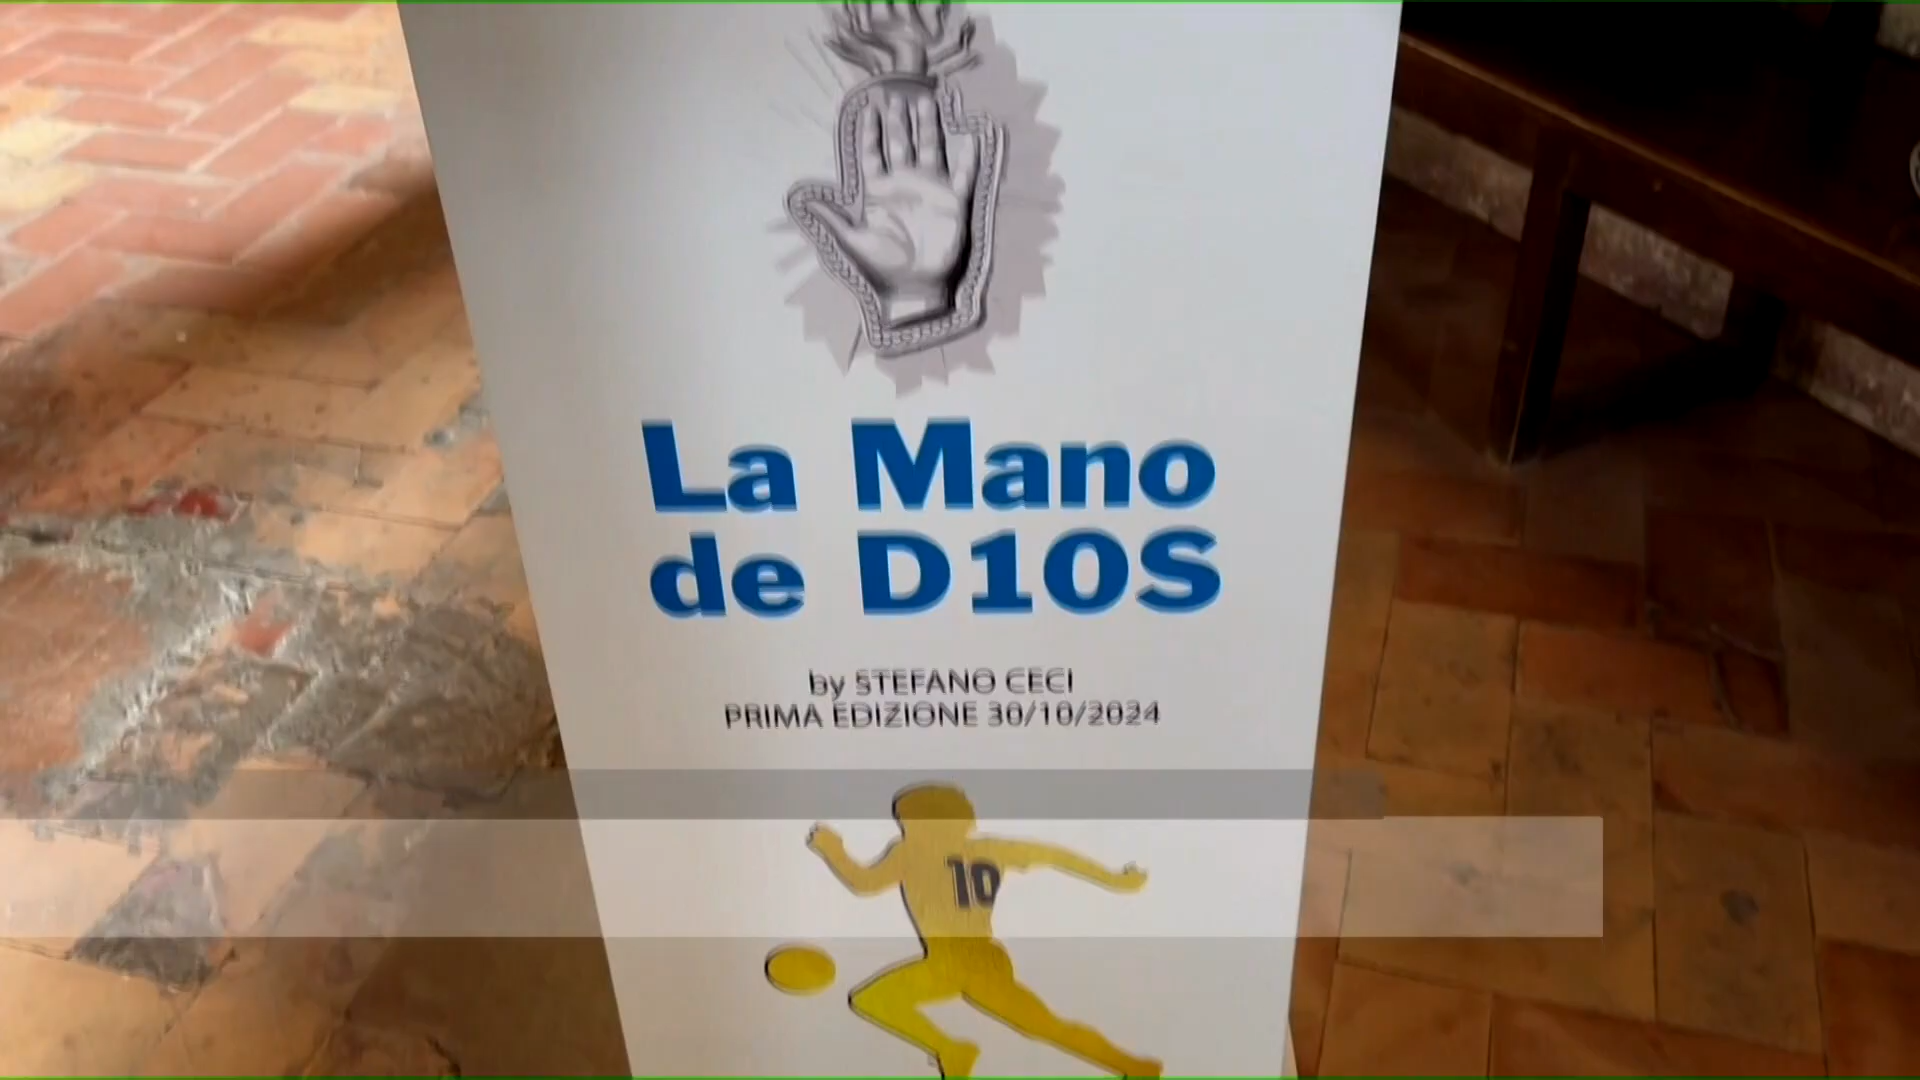 La Mano
de D10S
by STEFANO CECI
PRIMA EDIZIONE 30/10/2024
10